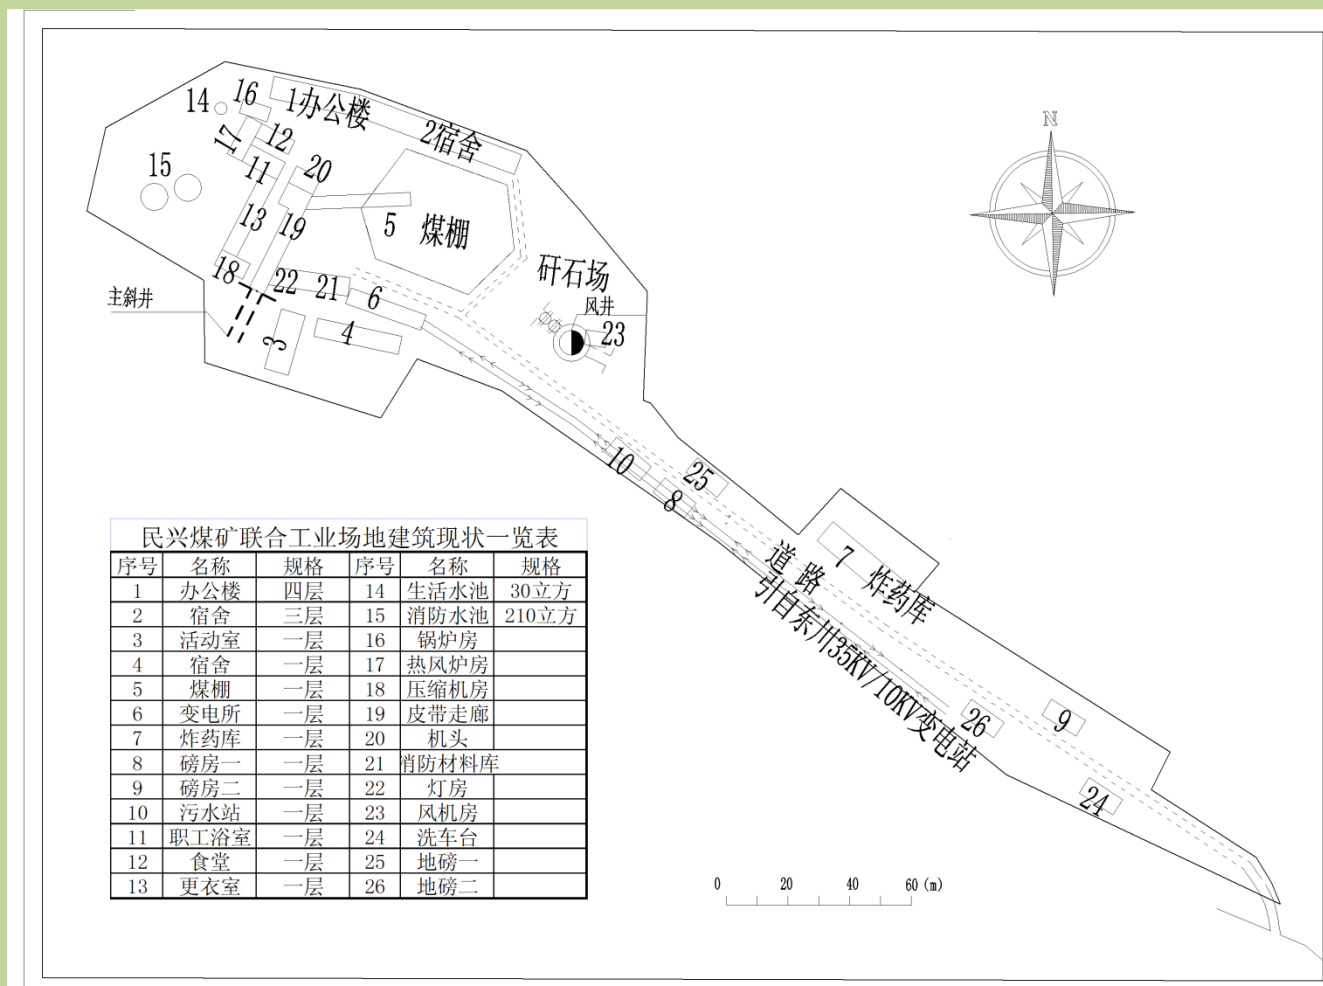 N
16
14
1办公楼
12
17
2宿舍
15
11
20
13
19
5 煤棚
18
22
21
6
矸石场
主斜井
风井
23
3
4
10
25
8
道路
7 炸药库
引自东川35KV/10KV变电站
26
9
24
民兴煤矿联合工业场地建筑现状一览表
序号 名称 规格 序号 名称 规格
1 办公楼 四层 14 生活水池 30立方
2 宿舍 三层 15 消防水池 210立方
3 活动室 一层 16 锅炉房
4 宿舍 一层 17 热风炉房
5 煤棚 一层 18 压缩机房
6 变电所 一层 19 皮带走廊
7 炸药库 一层 20 机头
8 磅房一 一层 21 消防材料库
9 磅房二 一层 22 灯房
10 污水站 一层 23 风机房
11 职工浴室 一层 24 洗车台
12 食堂 一层 25 地磅一
13 更衣室 一层 26 地磅二
0 20 40 60 (m)